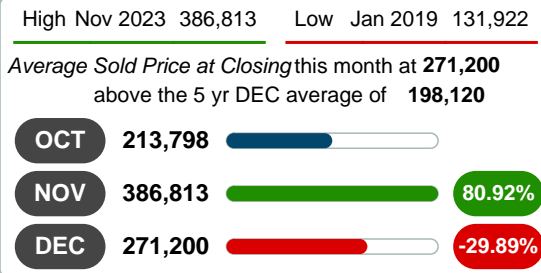 High Nov 2023 386,813 Low Jan 2019 131,922
Average Sold Price at Closing this month at 271,200
above the 5 yr DEC average of 198,120
OCT 213,798
NOV 386,813 80.92%
DEC 271,200 -29.89%